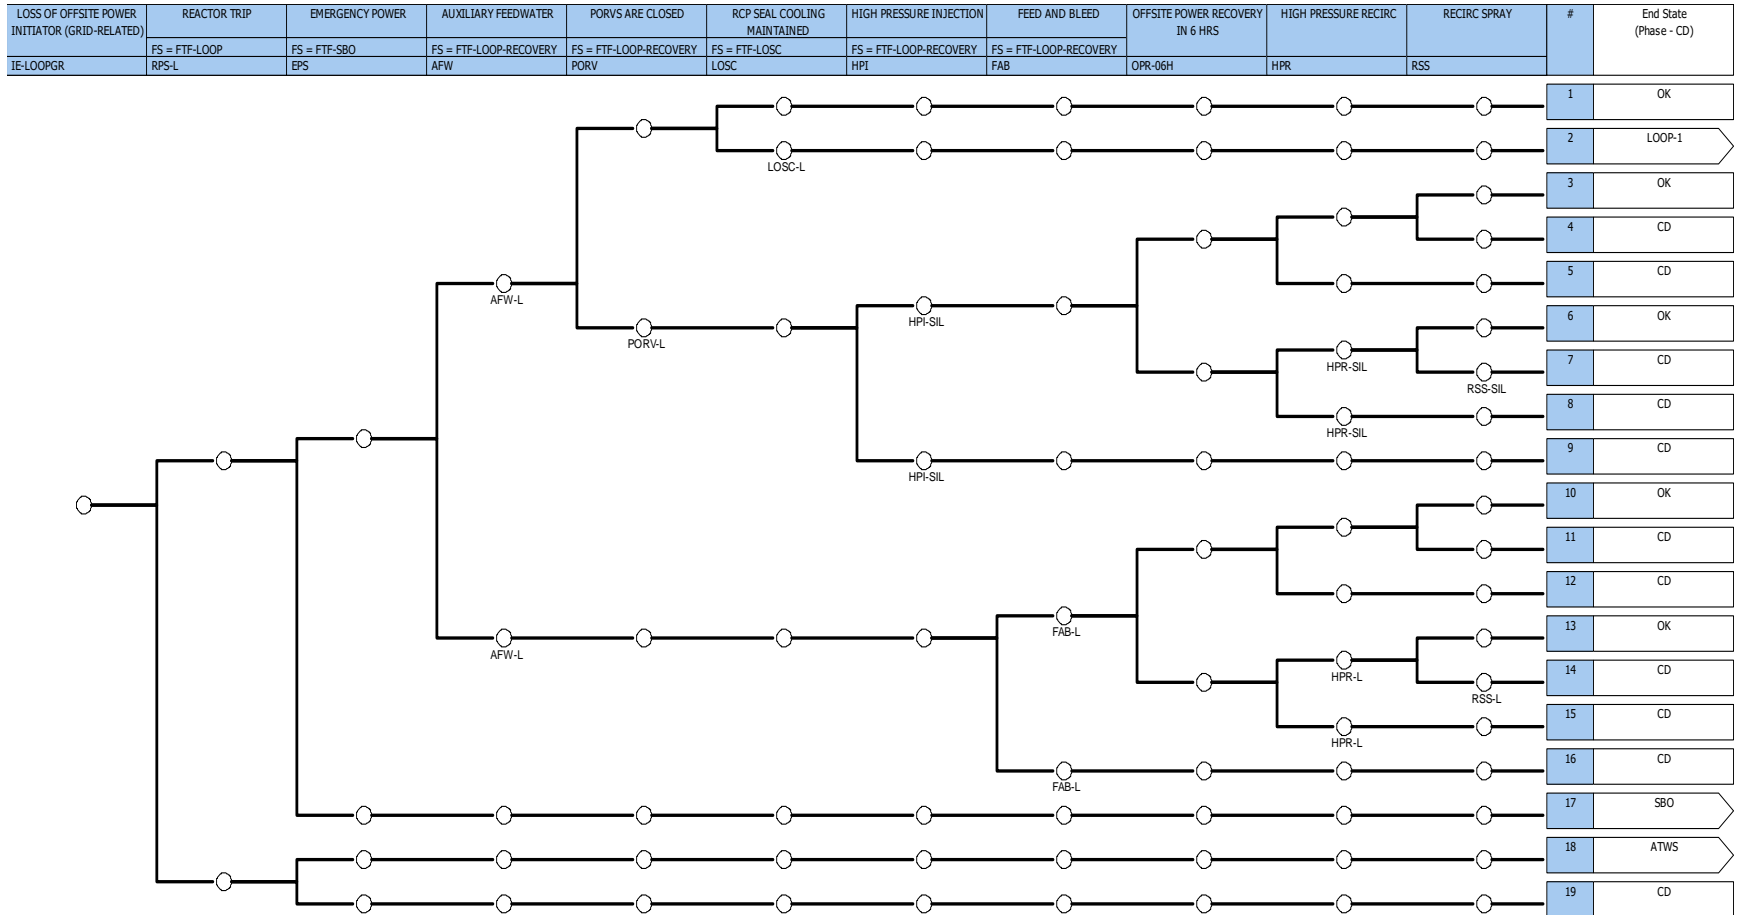 LOSS OF OFFSITE POWER
INITIATOR (GRID-RELATED)
IE-LOOPGR
REACTOR TRIP
FS = FTF-LOOP
RPS-L
EMERGENCY POWER
FS = FTF-SBO
EPS
AUXILIARY FEEDWATER
FS = FTF-LOOP-RECOVERY
AFW
PORVS ARE CLOSED
FS = FTF-LOOP-RECOVERY
PORV
RCP SEAL COOLING
MAINTAINED
FS = FTF-LOSC
LOSC
HIGH PRESSURE INJECTION
FS = FTF-LOOP-RECOVERY
HPI
FEED AND BLEED
FS = FTF-LOOP-RECOVERY
FAB
OFFSITE POWER RECOVERY
IN 6 HRS
OPR-06H
HIGH PRESSURE RECIRC
HPR
RECIRC SPRAY
RSS
#
End State
(Phase - CD)
1 OK
2 LOOP-1
LOSC-L
3 OK
4 CD
5 CD
AFW-L
6 OK
HPI-SIL
PORV-L
7 CD
HPR-SIL
RSS-SIL
8 CD
HPR-SIL
9 CD
HPI-SIL
10 OK
11 CD
12 CD
FAB-L
13 OK
AFW-L
14 CD
HPR-L
RSS-L
15 CD
HPR-L
16 CD
FAB-L
17 SBO
18 ATWS
19 CD